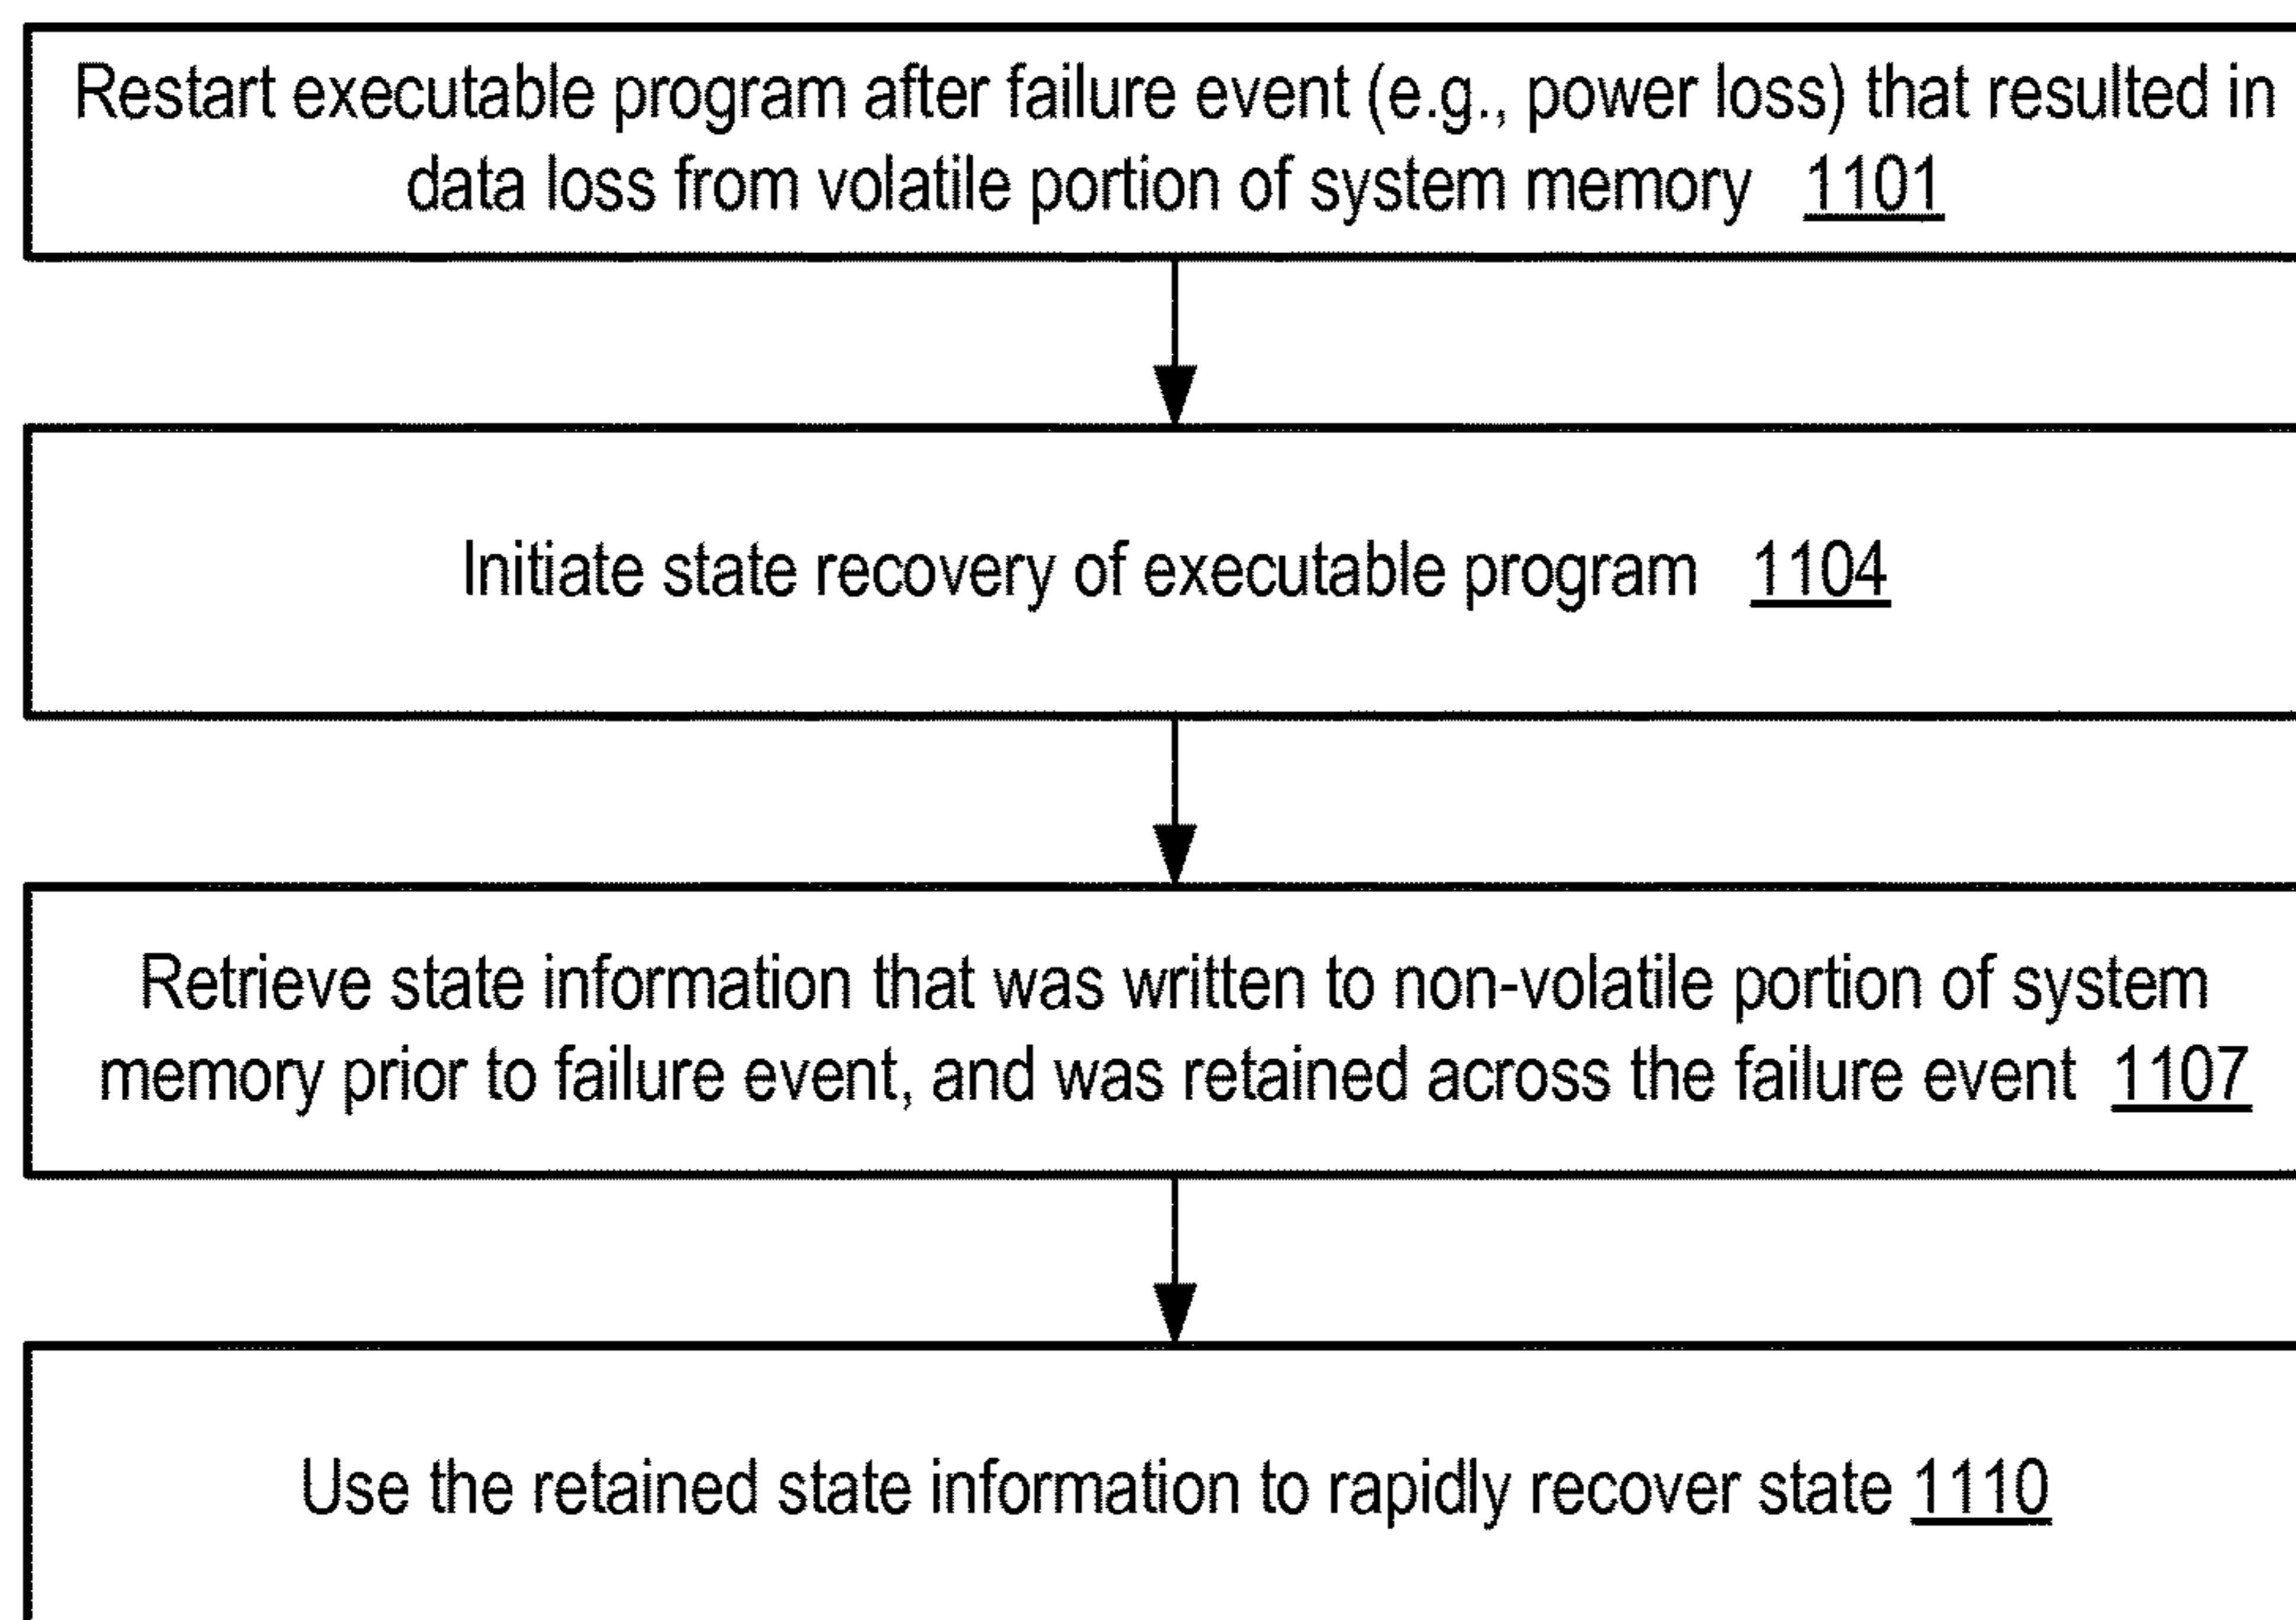 Restart executable program after failure event (e.g., power loss) that resulted in
data loss from volatile portion of system memory 1101
Initiate state recovery of executable program 1104
Retrieve state information that was written to non-volatile portion of system
memory prior to failure event, and was retained across the failure event 1107
Use the retained state information to rapidly recover state 1110